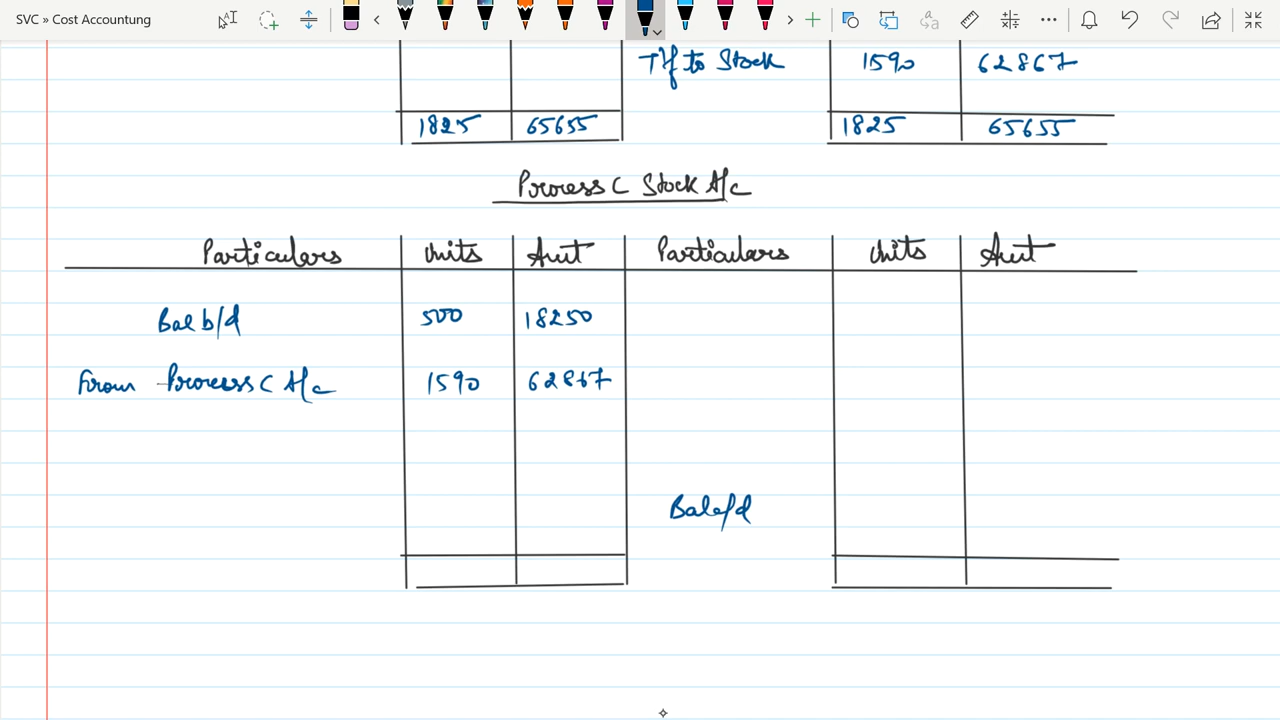 SVC » Cost Accountung
T/f to Stock 1590 62867
1825 65655 1825 65655
Process C Stock A/c
Particulars Units Amt Particulars Units Amt
Bal b/d 500 18250
From Process C A/c 1590 62867
Bal c/d